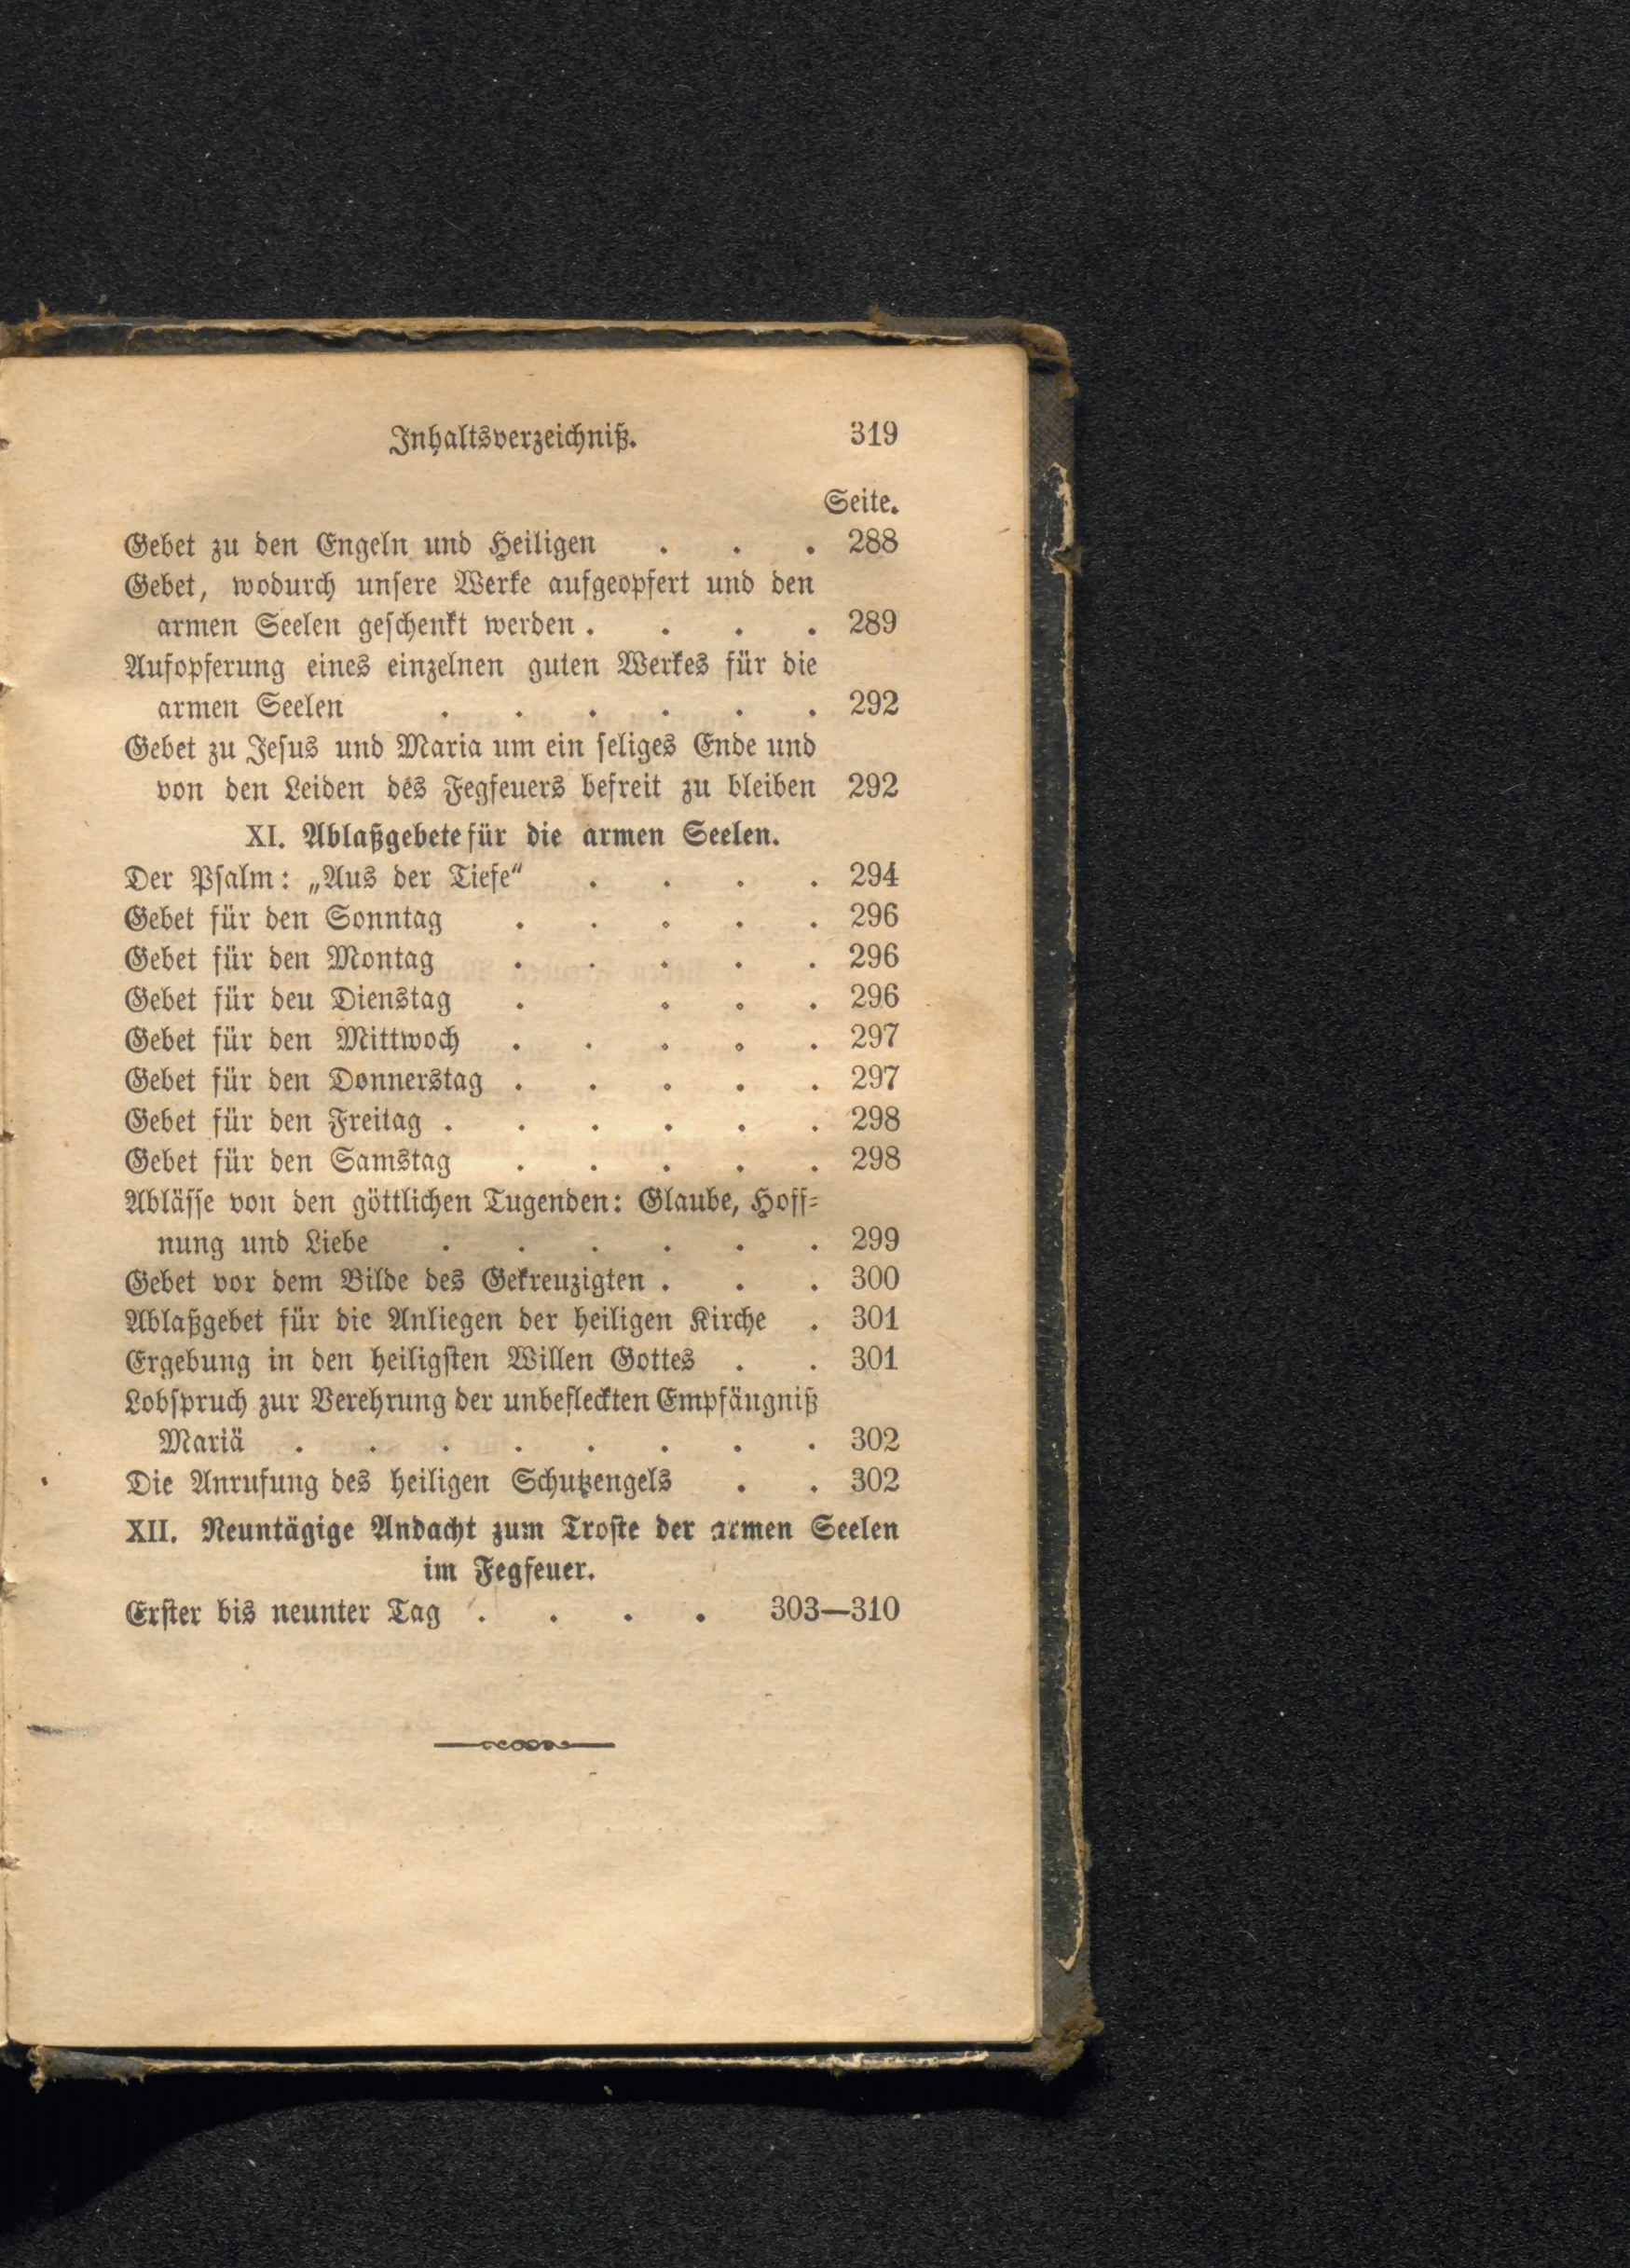 Inhaltsverzeichniß. 319
Seite.
Gebet zu den Engeln und Heiligen . . . 288
Gebet, wodurch unsere Werke aufgeopfert und den
armen Seelen geschenkt werden . . . . 289
Aufopferung eines einzelnen guten Werkes für die
armen Seelen . . . . . . 292
Gebet zu Jesus und Maria um ein seliges Ende und
von den Leiden des Fegfeuers befreit zu bleiben 292
XI. Ablaßgebete für die armen Seelen.
Der Psalm: „Aus der Tiefe“ . . . . 294
Gebet für den Sonntag . . . . . 296
Gebet für den Montag . . . . . 296
Gebet für deu Dienstag . . . . 296
Gebet für den Mittwoch . . . . . 297
Gebet für den Donnerstag . . . . . 297
Gebet für den Freitag . . . . . . 298
Gebet für den Samstag . . . . . 298
Ablässe von den göttlichen Tugenden: Glaube, Hoff-
nung und Liebe . . . . . . 299
Gebet vor dem Bilde des Gekreuzigten . . . 300
Ablaßgebet für die Anliegen der heiligen Kirche . 301
Ergebung in den heiligsten Willen Gottes . . 301
Lobspruch zur Verehrung der unbefleckten Empfängniß
Mariä . . . . . . . . 302
Die Anrufung des heiligen Schutzengels . . 302
XII. Neuntägige Andacht zum Troste der armen Seelen
im Fegfeuer.
Erster bis neunter Tag . . . . 303—310